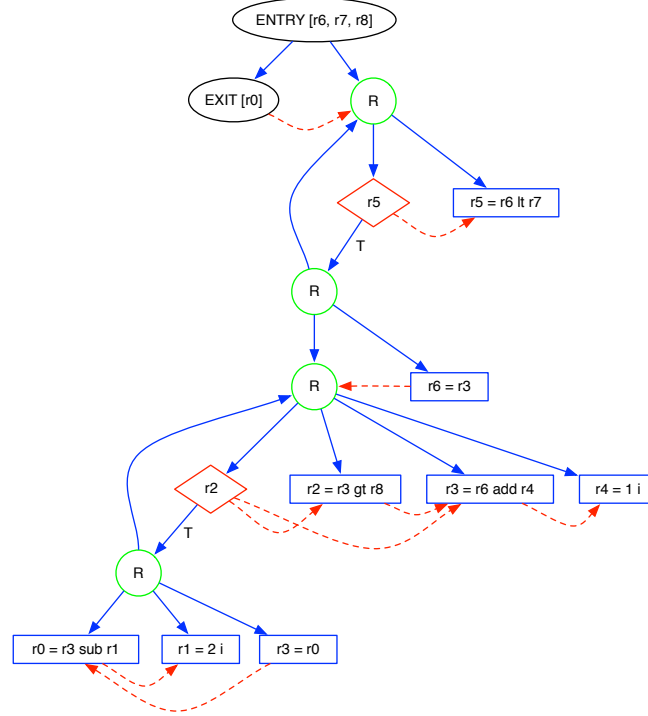 ENTRY [r6, r7, r8]
EXIT [r0]
R
r5
r5 = r6 lt r7
T
R
R
r6 = r3
r2
r2 = r3 gt r8
r3 = r6 add r4
r4 = 1 i
T
R
r0 = r3 sub r1
r1 = 2 i
r3 = r0